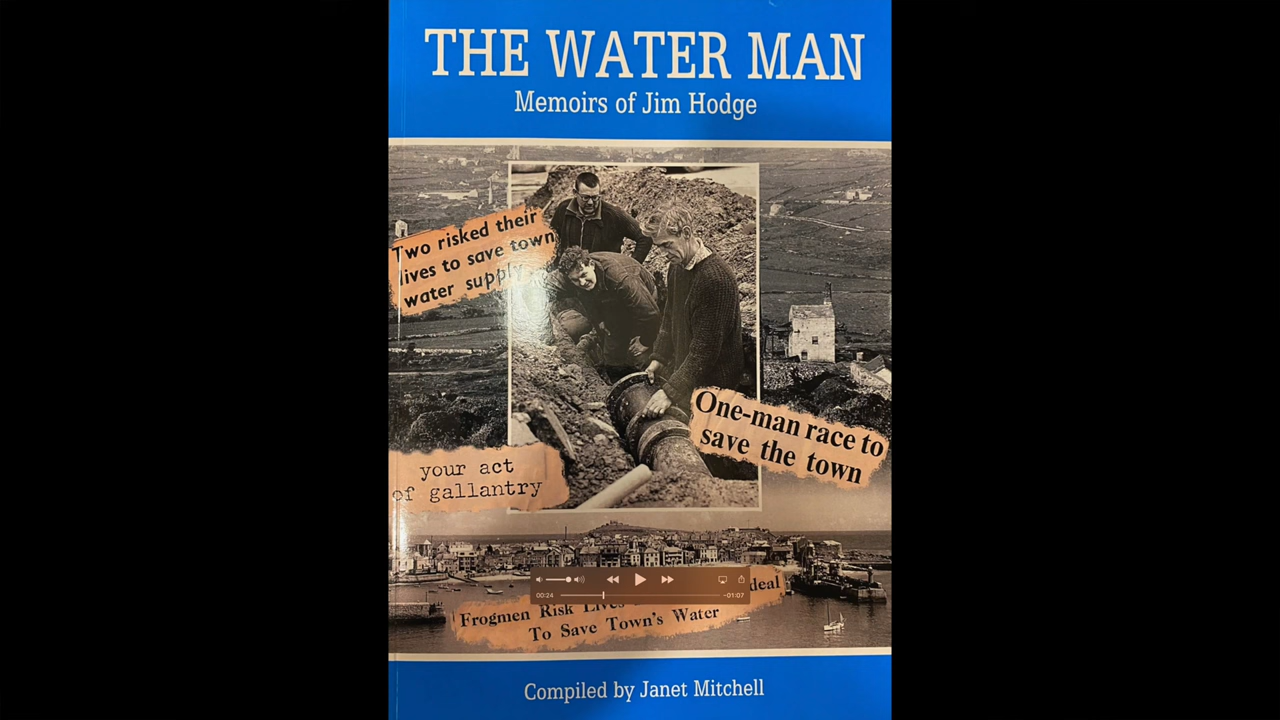 THE WATER MAN
Memoirs of Jim Hodge
Two risked their
lives to save town
water supply
One-man race to
save the town
your act
of gallantry
00:24
-01:07
Frogmen Risk Lives deal
To Save Town's Water
Compiled by Janet Mitchell